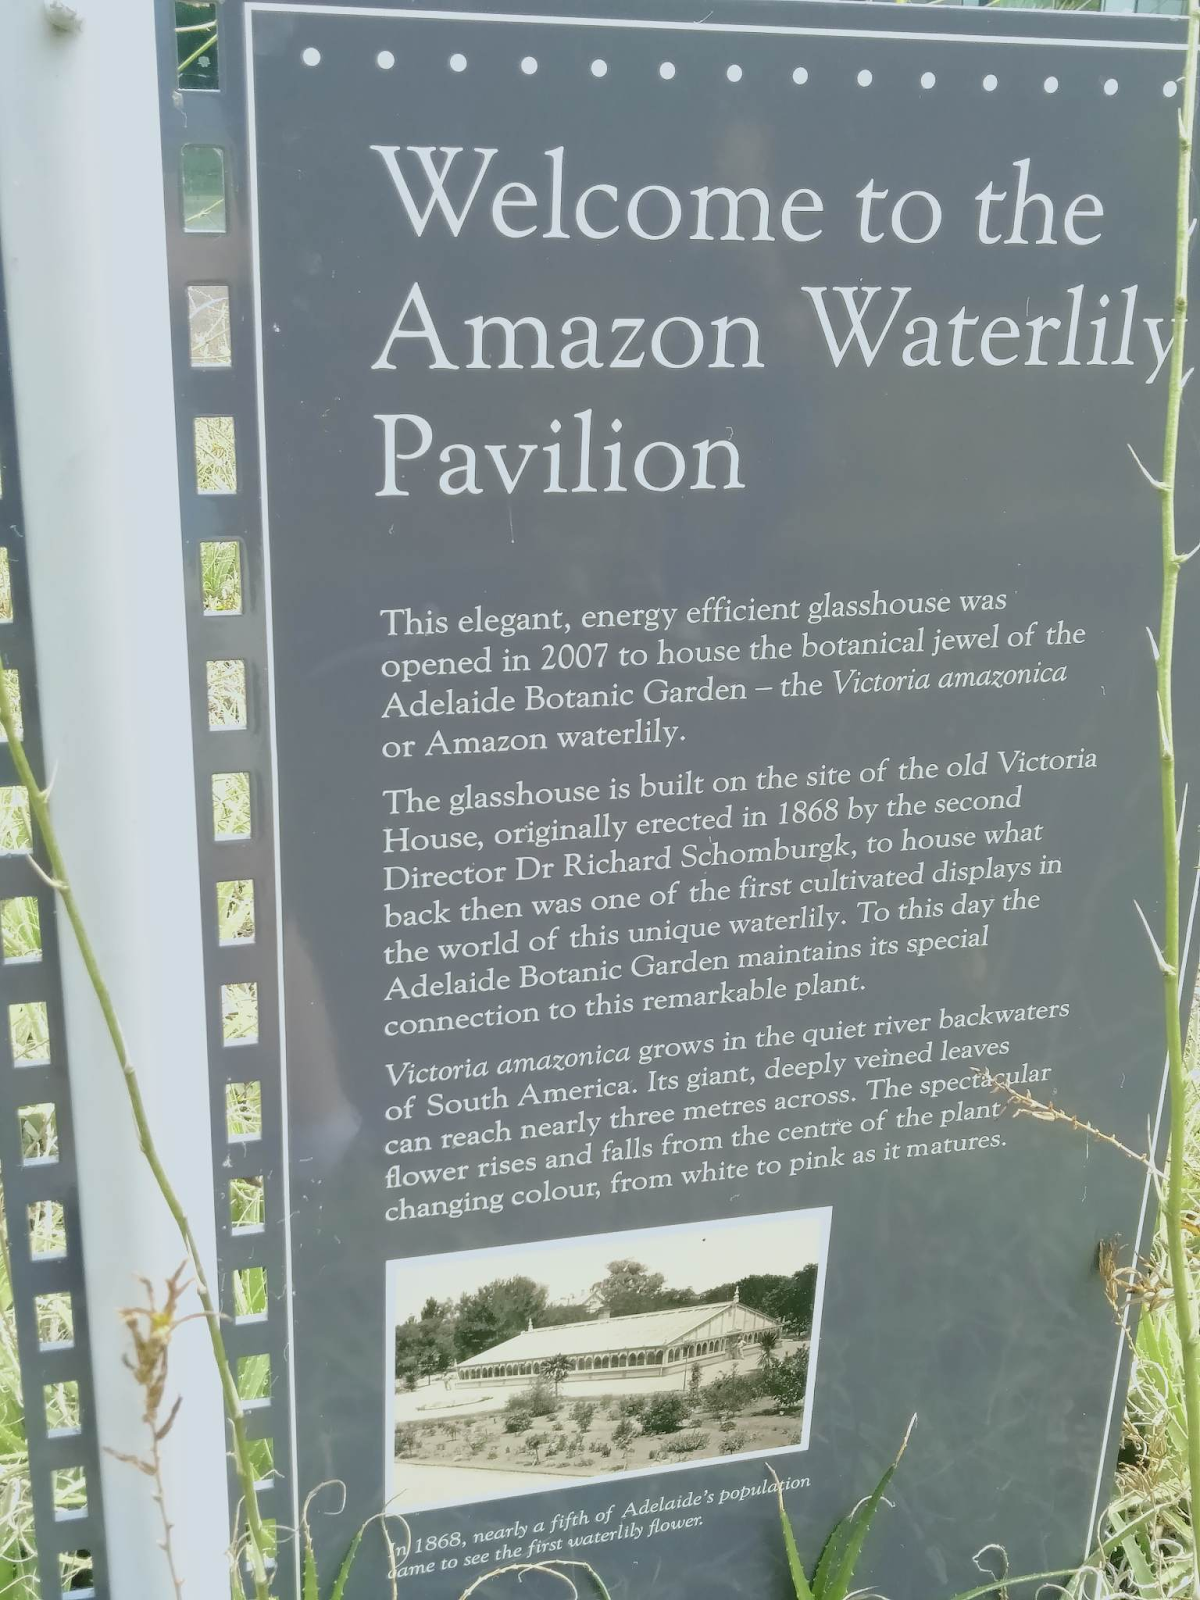 Welcome to the
Amazon Waterlily
Pavilion
This elegant, energy efficient glasshouse was
opened in 2007 to house the botanical jewel of the
Adelaide Botanic Garden – the Victoria amazonica
or Amazon waterlily.
The glasshouse is built on the site of the old Victoria
House, originally erected in 1868 by the second
Director Dr Richard Schomburgk, to house what
back then was one of the first cultivated displays in
the world of this unique waterlily. To this day the
Adelaide Botanic Garden maintains its special
connection to this remarkable plant.
Victoria amazonica grows in the quiet river backwaters
of South America. Its giant, deeply veined leaves
can reach nearly three metres across. The spectacular
flower rises and falls from the centre of the plant
changing colour, from white to pink as it matures.
In 1868, nearly a fifth of Adelaide's population
came to see the first waterlily flower.